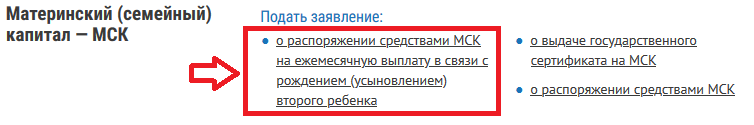 Материнский (семейный)
капитал — МСК
Подать заявление:
о распоряжении средствами МСК
на ежемесячную выплату в связи с
рождением (усыновлением)
второго ребенка
о выдаче государственного
сертификата на МСК
о распоряжении средствами МСК